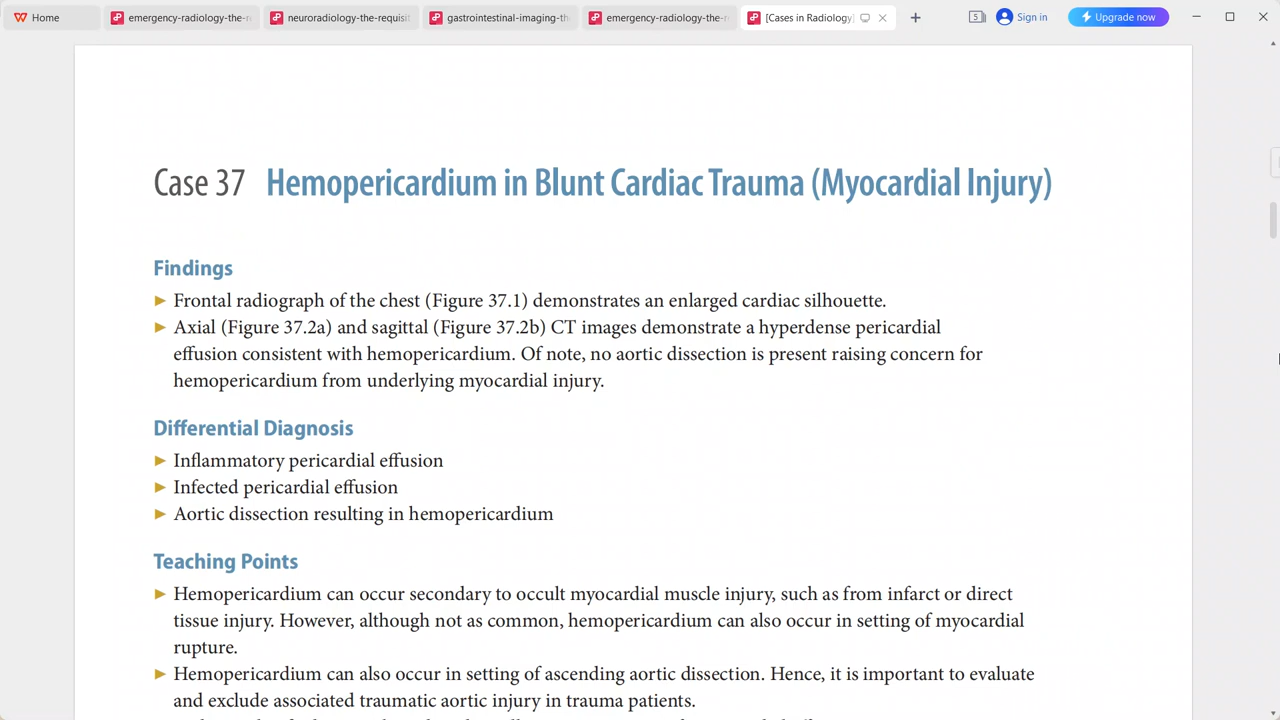 Home
emergency-radiology-the-r
neuroradiology-the-requisit
gastrointestinal-imaging-th
emergency-radiology-the-r
[Cases in Radiology]
5
Sign in
Upgrade now
Case 37 Hemopericardium in Blunt Cardiac Trauma (Myocardial Injury)
Findings
► Frontal radiograph of the chest (Figure 37.1) demonstrates an enlarged cardiac silhouette.
► Axial (Figure 37.2a) and sagittal (Figure 37.2b) CT images demonstrate a hyperdense pericardial
effusion consistent with hemopericardium. Of note, no aortic dissection is present raising concern for
hemopericardium from underlying myocardial injury.
Differential Diagnosis
► Inflammatory pericardial effusion
► Infected pericardial effusion
► Aortic dissection resulting in hemopericardium
Teaching Points
► Hemopericardium can occur secondary to occult myocardial muscle injury, such as from infarct or direct
tissue injury. However, although not as common, hemopericardium can also occur in setting of myocardial
rupture.
► Hemopericardium can also occur in setting of ascending aortic dissection. Hence, it is important to evaluate
and exclude associated traumatic aortic injury in trauma patients.